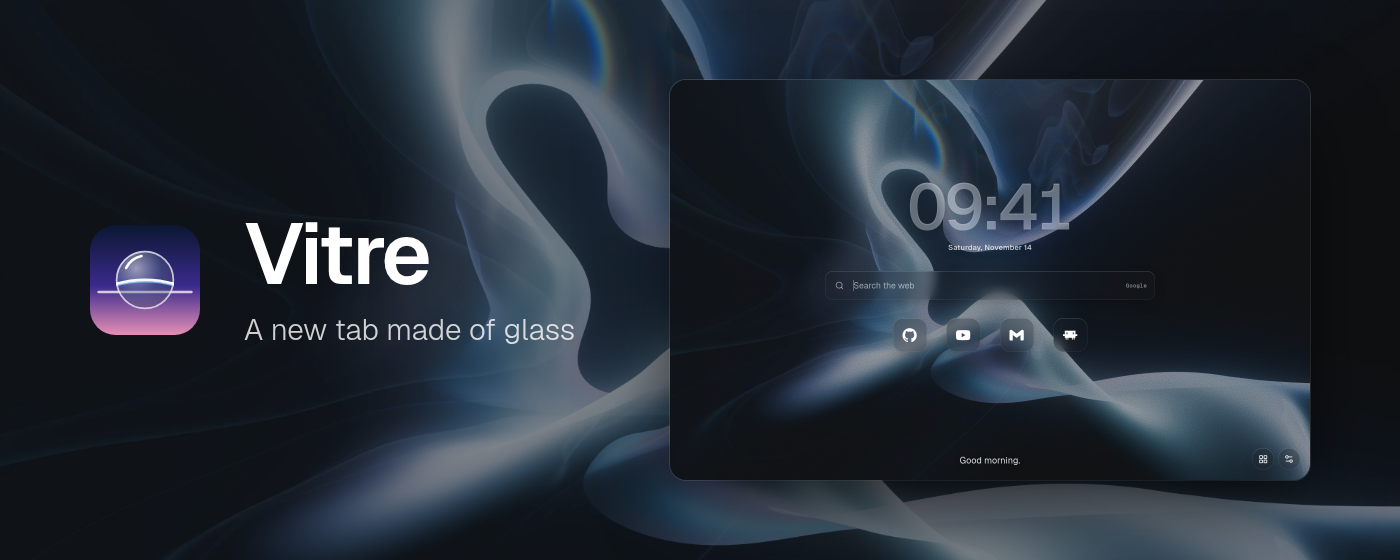 Vitre
A new tab made of glass
09:41
Saturday, November 14
Search the web
Google
Good morning.